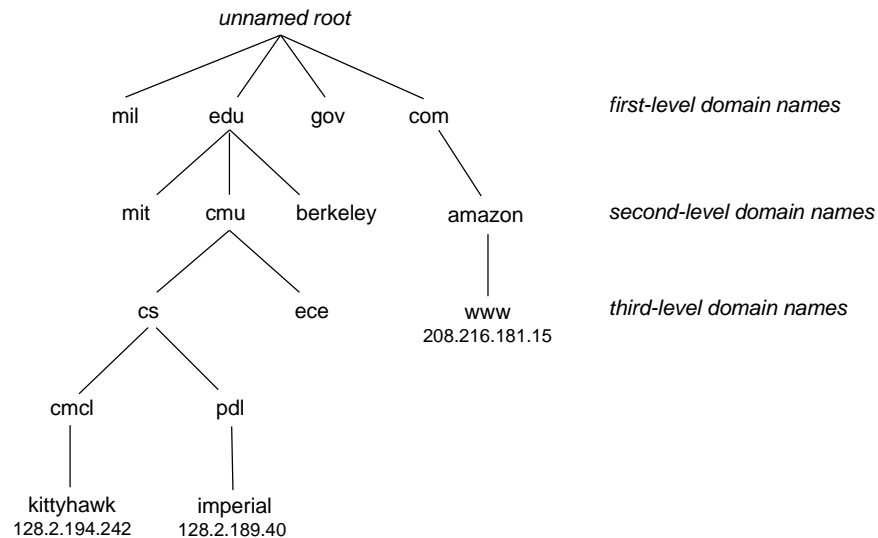 unnamed root
mil edu gov com first-level domain names
mit cmu berkeley amazon second-level domain names
cs ece www third-level domain names
208.216.181.15
cmcl pdl
kittyhawk imperial
128.2.194.242 128.2.189.40